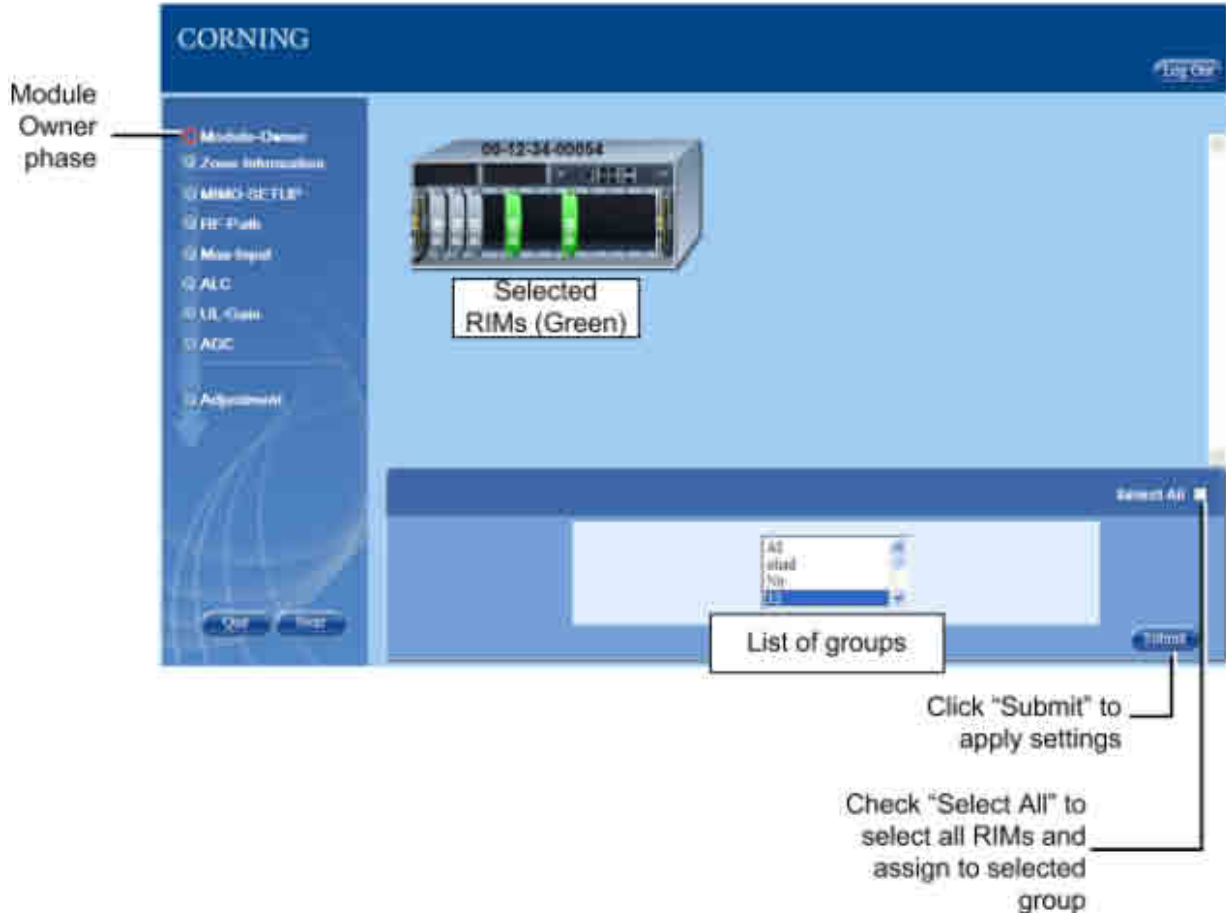 CORNING
Log Out
Module
Owner
phase
Module-Owner
Zone Information
MIMO-SETUP
RF-Path
Max-Input
ALC
UL-Gain
AGC
Adjustment
Quit
Next
Selected
RIMs (Green)
Select All
All
ohad
List of groups
Submit
Click “Submit” to
apply settings
Check “Select All” to
select all RIMs and
assign to selected
group